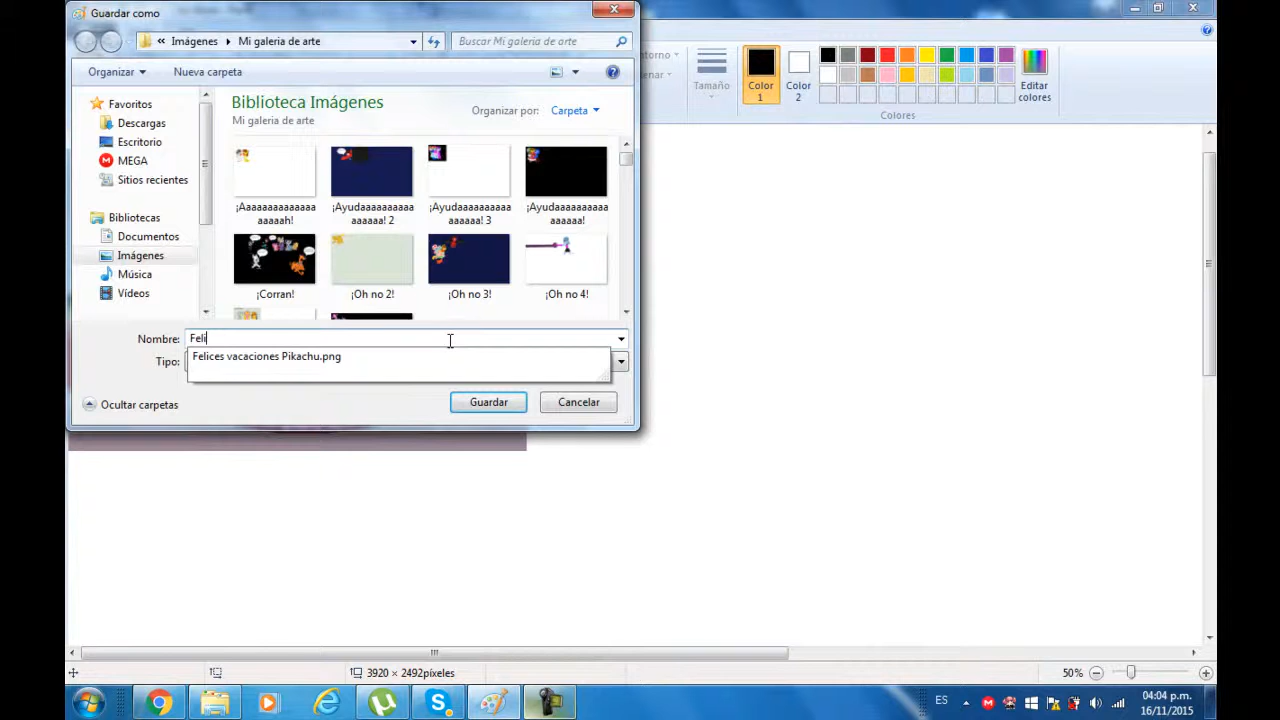 Guardar como
Imágenes
Mi galeria de arte
Buscar Mi galeria de arte
Organizar
Nueva carpeta
Favoritos
Descargas
Escritorio
MEGA
Sitios recientes
Bibliotecas
Documentos
Imágenes
Música
Vídeos
Biblioteca Imágenes
Mi galeria de arte
Organizar por:
Carpeta
¡Aaaaaaaaaaaaaa
aaaaah!
¡Ayudaaaaaaaaaa
aaaaaa! 2
¡Ayudaaaaaaaaaa
aaaaaa! 3
¡Ayudaaaaaaaaaa
aaaaaa!
¡Corran!
¡Oh no 2!
¡Oh no 3!
¡Oh no 4!
Nombre:
Feli
Felices vacaciones Pikachu.png
Tipo:
Ocultar carpetas
Guardar
Cancelar
Tamaño
Color
1
Color
2
Editar
colores
Colores
3920 × 2492píxeles
50%
ES
04:04 p.m.
16/11/2015